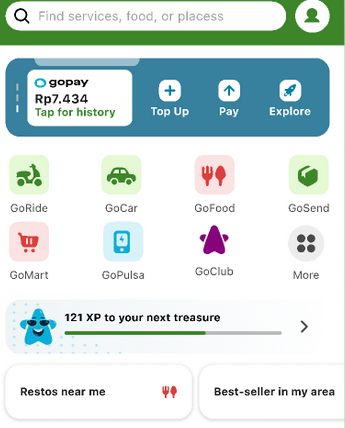 Find services, food, or placess
gopay
Rp7.434
Tap for history
Top Up
Pay
Explore
GoRide
GoCar
GoFood
GoSend
GoMart
GoPulsa
GoClub
More
121 XP to your next treasure
Restos near me
Best-seller in my area